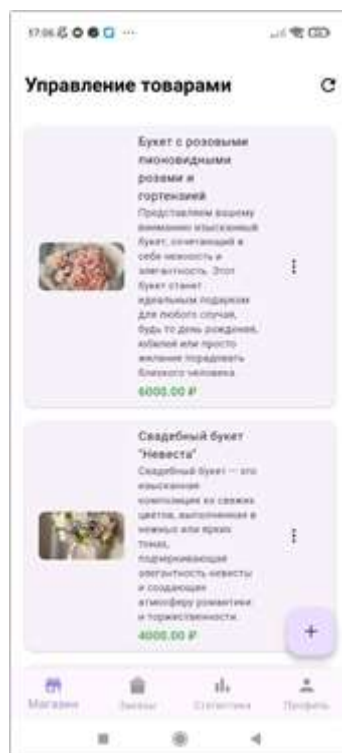 17:06
Управление товарами
Букет с розовыми
пионовидными
розами и
гортензией
Представляем вашему
вниманию изысканный
букет, сочетающий в
себе нежность и
элегантность. Этот
букет станет
идеальным подарком
для любого случая,
будь то день рождения,
юбилей или просто
желание порадовать
близкого человека
6000.00 ₽
Свадебный букет
"Невеста"
Свадебный букет — это
изысканная
композиция из свежих
цветов, выполненная в
нежных или ярких
тонах,
подчеркивающая
элегантность невесты
и создающая
атмосферу романтики
и торжественности
4000.00 ₽
+
Магазин Заказы Статистика Профиль